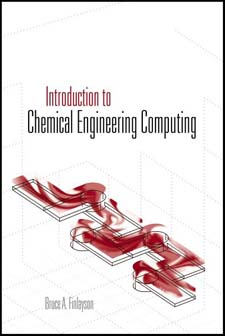 Introduction to
Chemical Engineering Computing
Bruce A. Finlayson